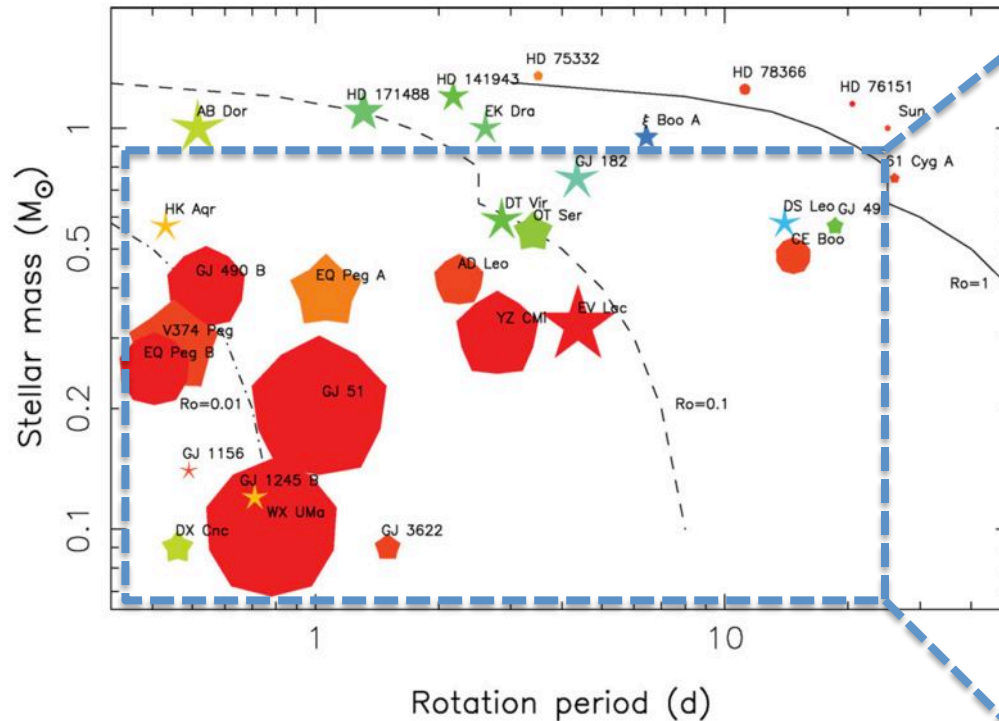 HD 75332
HD 141943
HD 78366
HD 171488
HD 76151
AB Dor
EK Dra
ξ Boo A
Sun
1
GJ 182
61 Cyg A
Stellar mass (M☉)
HK Aqr
DT Vir
OT Ser
DS Leo
GJ 49
CE Boo
0.5
GJ 490 B
EQ Peg A
AD Leo
Ro=1
V374 Peg
YZ CMi
EV Lac
EQ Peg B
GJ 51
0.2
Ro=0.01
Ro=0.1
GJ 1156
GJ 1245 B
WX UMa
0.1
DX Cnc
GJ 3622
1
10
Rotation period (d)